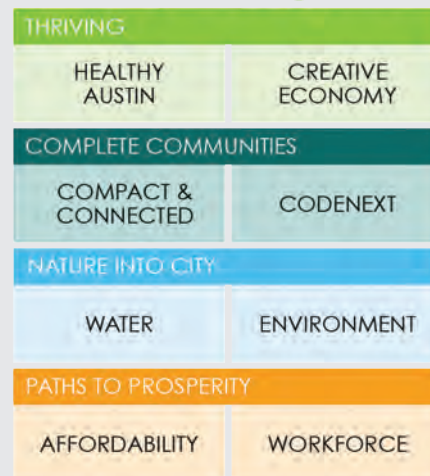 THRIVING
HEALTHY
AUSTIN
CREATIVE
ECONOMY
COMPLETE COMMUNITIES
COMPACT &
CONNECTED
CODENEXT
NATURE INTO CITY
WATER
ENVIRONMENT
PATHS TO PROSPERITY
AFFORDABILITY
WORKFORCE